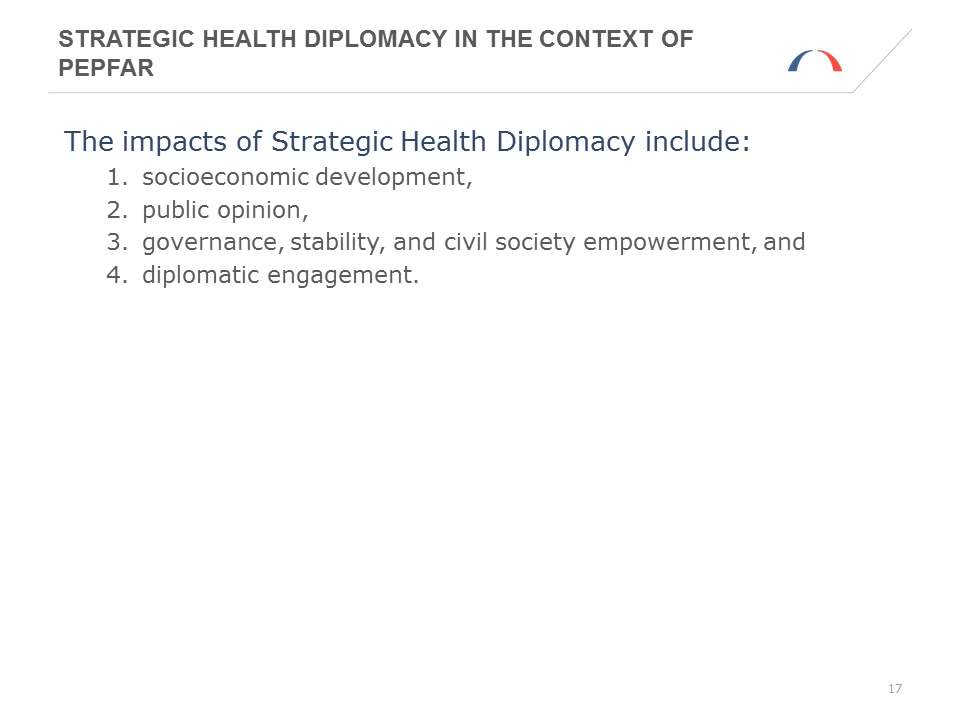 STRATEGIC HEALTH DIPLOMACY IN THE CONTEXT OF
PEPFAR
The impacts of Strategic Health Diplomacy include:
1. socioeconomic development,
2. public opinion,
3. governance, stability, and civil society empowerment, and
4. diplomatic engagement.
17